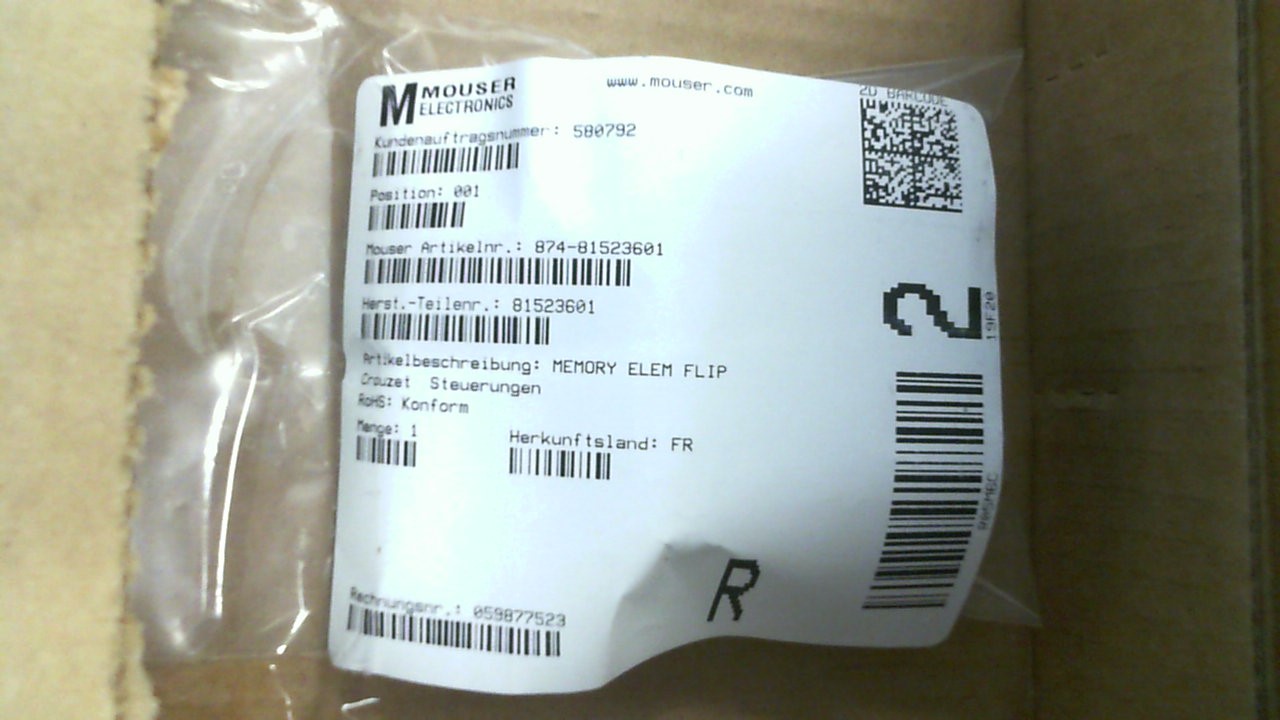 MOUSER
ELECTRONICS
www.mouser.com
2D BARCODE
Kundenauftragsnummer: 580792
Position: 001
Mouser Artikelnr.: 874-81523601
Herst.-Teilenr.: 81523601
Artikelbeschreibung: MEMORY ELEM FLIP
Crouzet Steuerungen
RoHS: Konform
Menge: 1
Herkunftsland: FR
Rechnungsnr.: 059877523
R
2
19F20